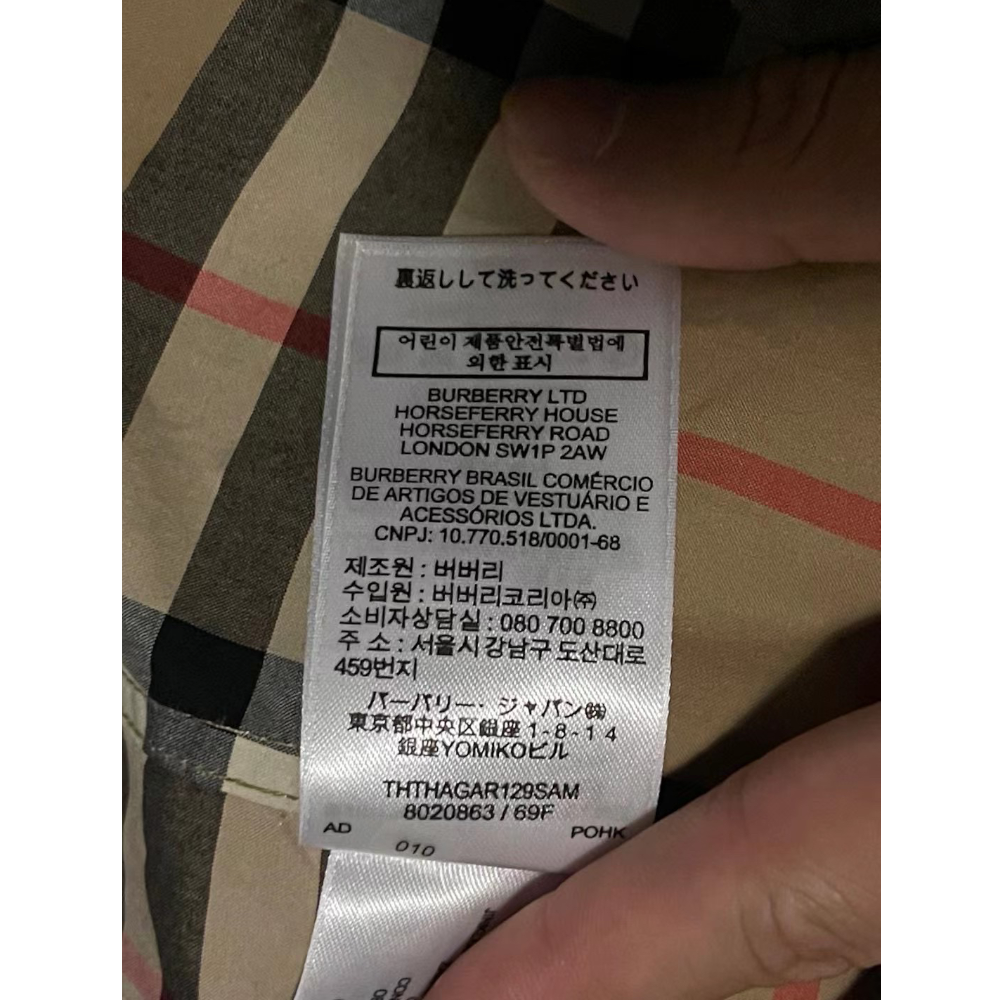 裏返しして洗ってください
어린이 제품안전특별법에
의한 표시
BURBERRY LTD
HORSEFERRY HOUSE
HORSEFERRY ROAD
LONDON SW1P 2AW
BURBERRY BRASIL COMÉRCIO
DE ARTIGOS DE VESTUÁRIO E
ACESSÓRIOS LTDA.
CNPJ: 10.770.518/0001-68
제조원 : 버버리
수입원 : 버버리코리아㈜
소비자상담실 : 080 700 8800
주 소 : 서울시 강남구 도산대로
459번지
バーバリー・ジャパン㈱
東京都中央区銀座1-8-14
銀座YOMIKOビル
THTHAGAR129SAM
8020863 / 69F
AD POHK
010